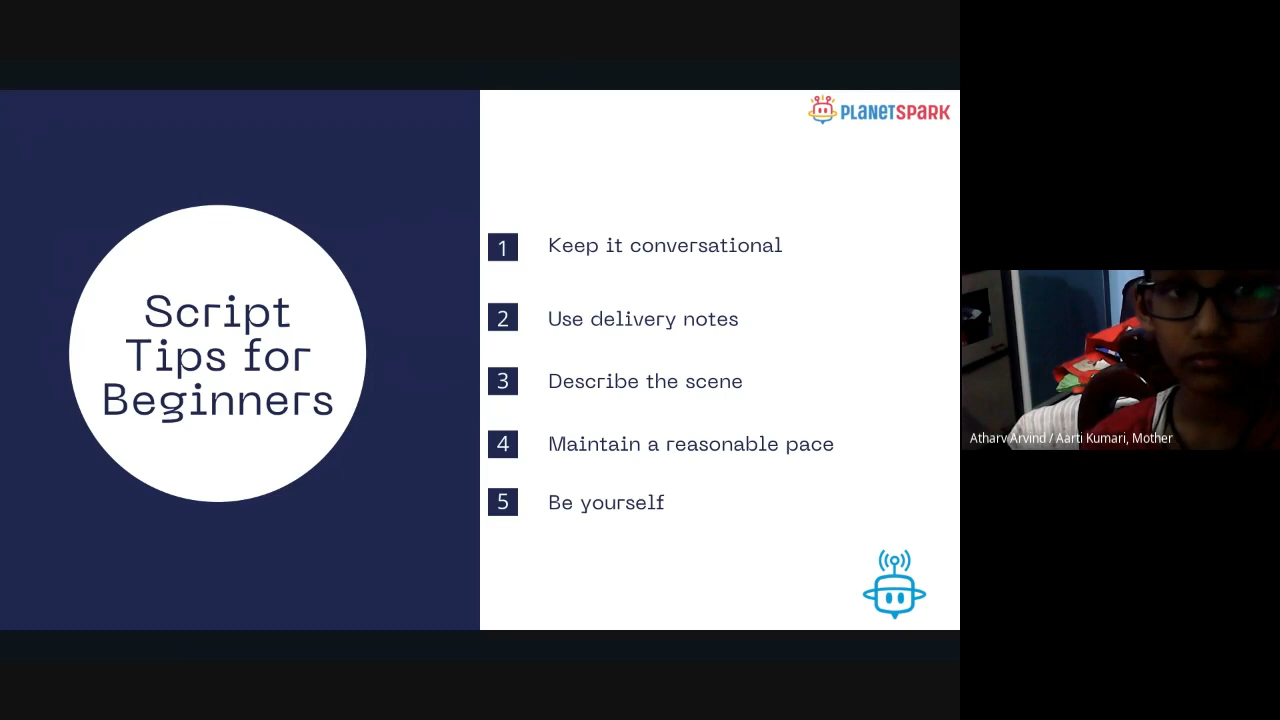 PLANETSPARK
Script
Tips for
Beginners
1 Keep it conversational
2 Use delivery notes
3 Describe the scene
4 Maintain a reasonable pace
5 Be yourself
Atharv Arvind / Aarti Kumari, Mother